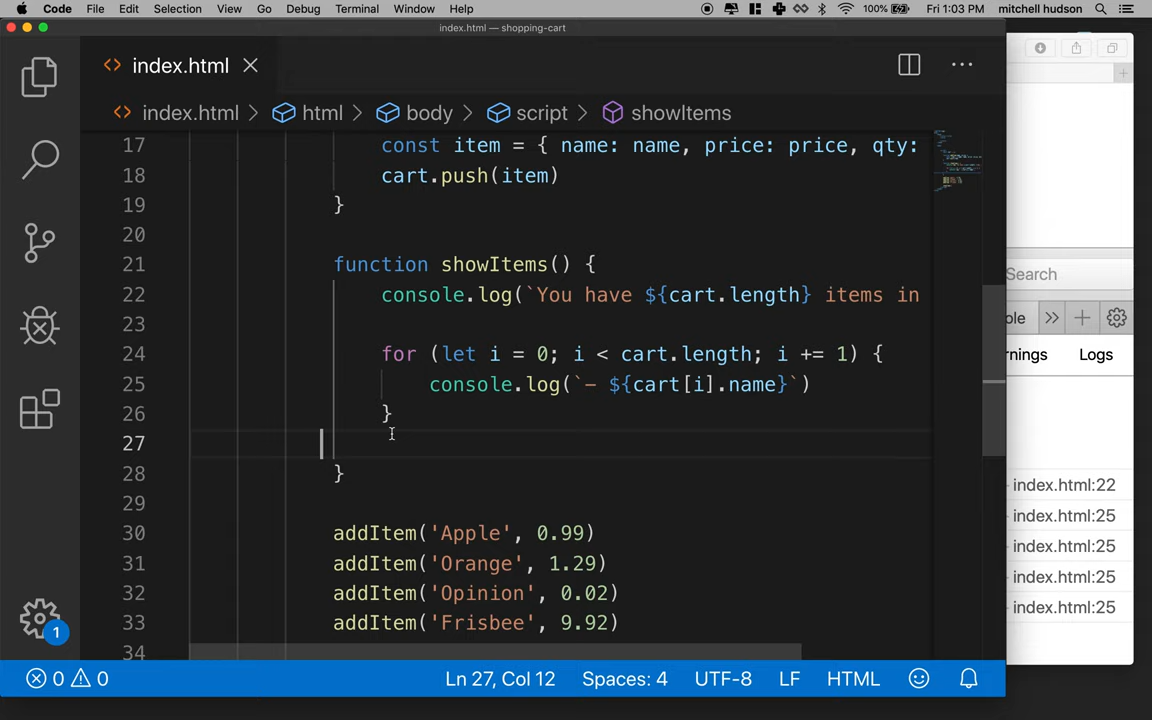 Code File Edit Selection View Go Debug Terminal Window Help 100% Fri 1:03 PM mitchell hudson
index.html — shopping-cart
index.html
index.html > html > body > script > showItems
17 const item = { name: name, price: price, qty:
18 cart.push(item)
19 }
20
21 function showItems() {
22 console.log(`You have ${cart.length} items in
23
24 for (let i = 0; i < cart.length; i += 1) {
25 console.log(`- ${cart[i].name}`)
26 }
27
28 }
29
30 addItem('Apple', 0.99)
31 addItem('Orange', 1.29)
32 addItem('Opinion', 0.02)
33 addItem('Frisbee', 9.92)
34
1
0 0 Ln 27, Col 12 Spaces: 4 UTF-8 LF HTML
Search
ble
rnings Logs
index.html:22
index.html:25
index.html:25
index.html:25
index.html:25